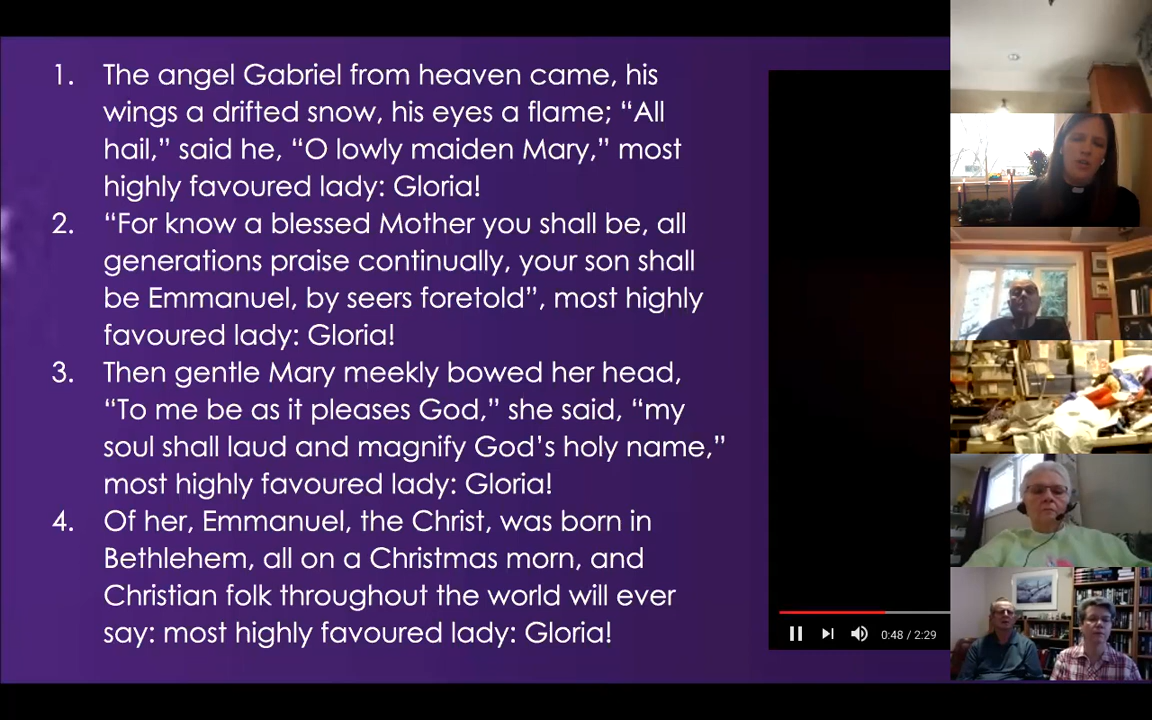 1. The angel Gabriel from heaven came, his
wings a drifted snow, his eyes a flame; “All
hail,” said he, “O lowly maiden Mary,” most
highly favoured lady: Gloria!
2. “For know a blessed Mother you shall be, all
generations praise continually, your son shall
be Emmanuel, by seers foretold”, most highly
favoured lady: Gloria!
3. Then gentle Mary meekly bowed her head,
“To me be as it pleases God,” she said, “my
soul shall laud and magnify God’s holy name,”
most highly favoured lady: Gloria!
4. Of her, Emmanuel, the Christ, was born in
Bethlehem, all on a Christmas morn, and
Christian folk throughout the world will ever
say: most highly favoured lady: Gloria!
0:48 / 2:29